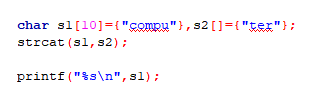 char s1[10]={"compu"},s2[]={"ter"};
strcat(s1,s2);
printf("%s\n",s1);